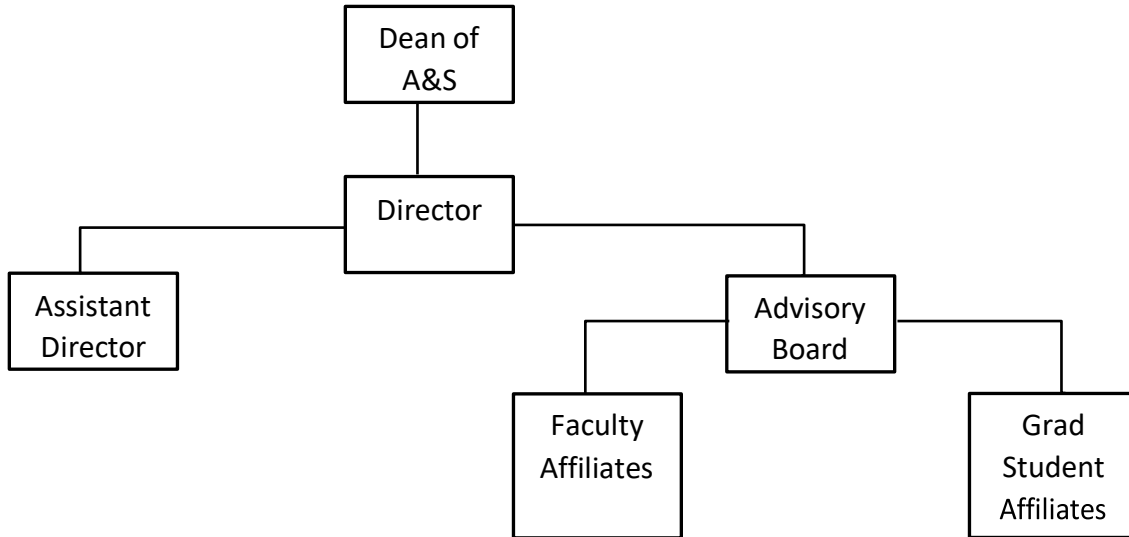 Dean of
A&S
Director
Assistant
Director
Advisory
Board
Faculty
Affiliates
Grad
Student
Affiliates